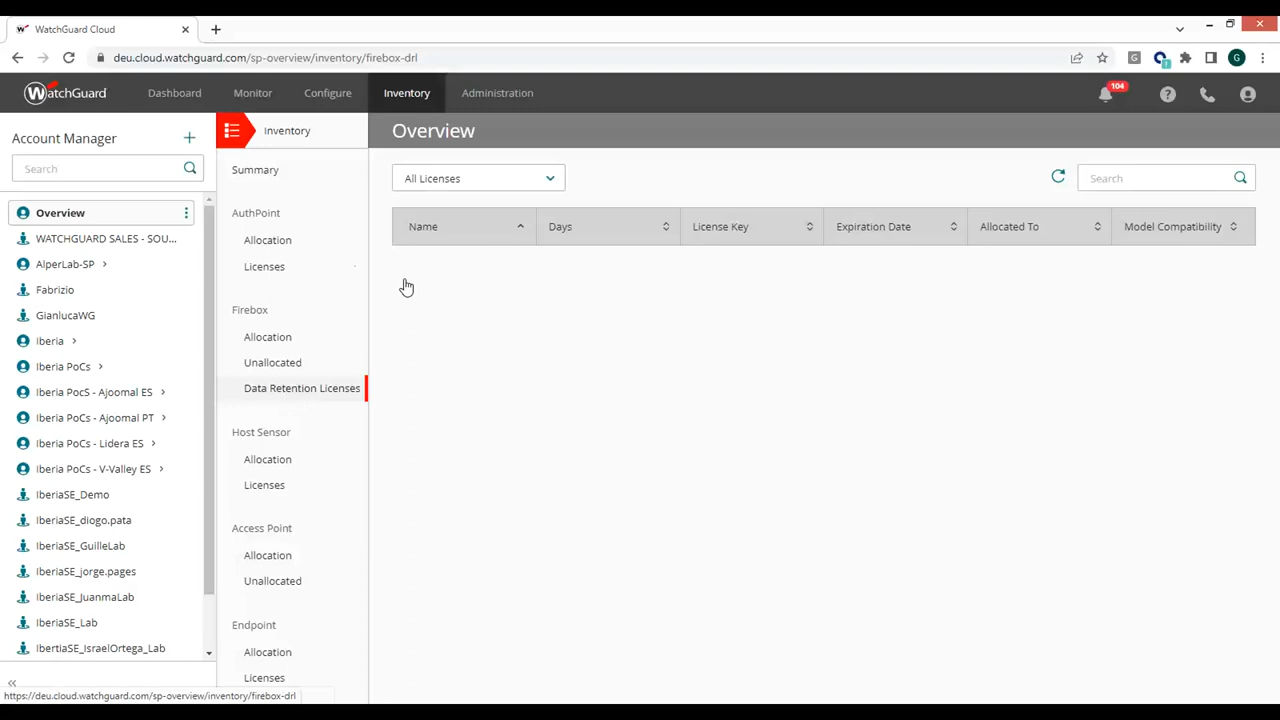 WatchGuard Cloud
deu.cloud.watchguard.com/sp-overview/inventory/firebox-drl
G
1
G
WatchGuard
Dashboard
Monitor
Configure
Inventory
Administration
104
Account Manager
Search
Overview
WATCHGUARD SALES - SOU...
AlperLab-SP
Fabrizio
GianlucaWG
Iberia
Iberia PoCs
Iberia PocS - Ajoomal ES
Iberia PoCs - Ajoomal PT
Iberia PoCs - Lidera ES
Iberia PoCs - V-Valley ES
IberiaSE_Demo
IberiaSE_diogo.pata
IberiaSE_GuilleLab
IberiaSE_jorge.pages
IberiaSE_JuanmaLab
IberiaSE_Lab
IbertiaSE_IsraelOrtega_Lab
https://deu.cloud.watchguard.com/sp-overview/inventory/firebox-drl
Inventory
Summary
AuthPoint
Allocation
Licenses
Firebox
Allocation
Unallocated
Data Retention Licenses
Host Sensor
Allocation
Licenses
Access Point
Allocation
Unallocated
Endpoint
Allocation
Licenses
Overview
All Licenses
Search
Name
Days
License Key
Expiration Date
Allocated To
Model Compatibility